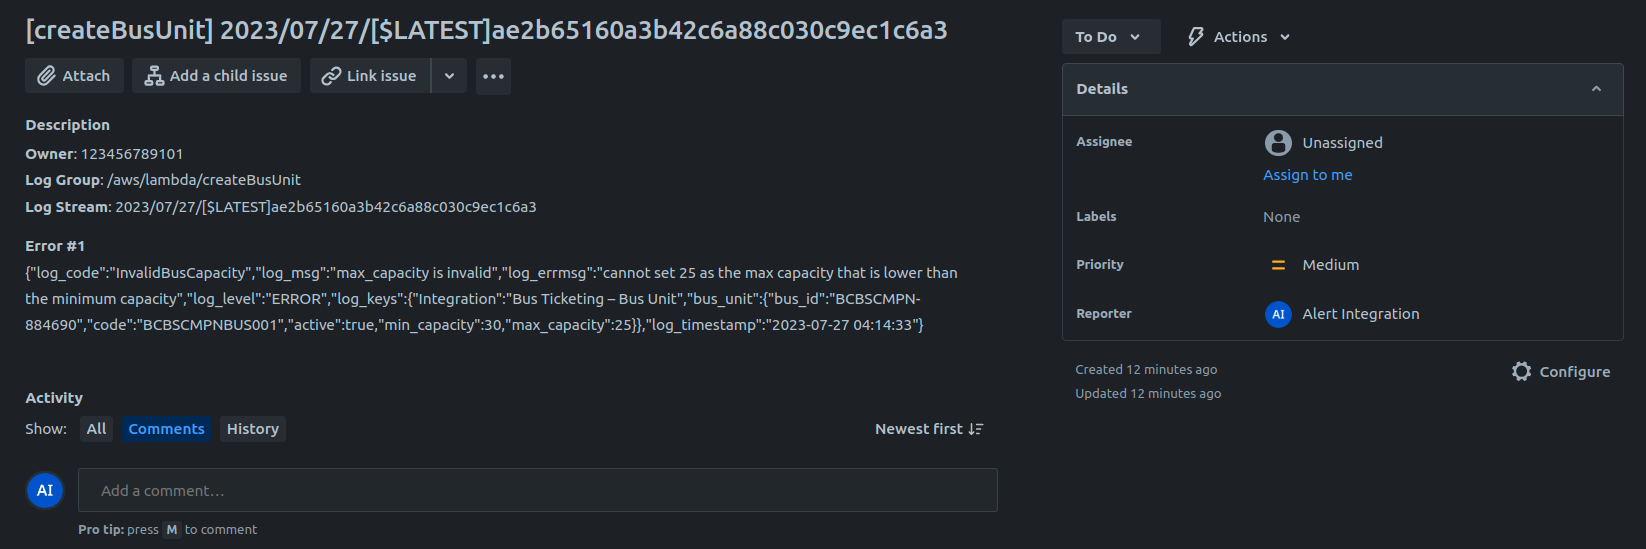 [createBusUnit] 2023/07/27/[$LATEST]ae2b65160a3b42c6a88c030c9ec1c6a3
Attach
Add a child issue
Link issue
Description
Owner: 123456789101
Log Group: /aws/lambda/createBusUnit
Log Stream: 2023/07/27/[$LATEST]ae2b65160a3b42c6a88c030c9ec1c6a3
Error #1
{"log_code":"InvalidBusCapacity","log_msg":"max_capacity is invalid","log_errmsg":"cannot set 25 as the max capacity that is lower than
the minimum capacity","log_level":"ERROR","log_keys":{"Integration":"Bus Ticketing – Bus Unit","bus_unit":{"bus_id":"BCBSCMPN-
884690","code":"BCBSCMPNBUS001","active":true,"min_capacity":30,"max_capacity":25}},"log_timestamp":"2023-07-27 04:14:33"}
Activity
Show: All Comments History
Newest first
AI
Add a comment...
Pro tip: press M to comment
To Do
Actions
Details
Assignee
Unassigned
Assign to me
Labels
None
Priority
Medium
Reporter
AI Alert Integration
Created 12 minutes ago
Updated 12 minutes ago
Configure